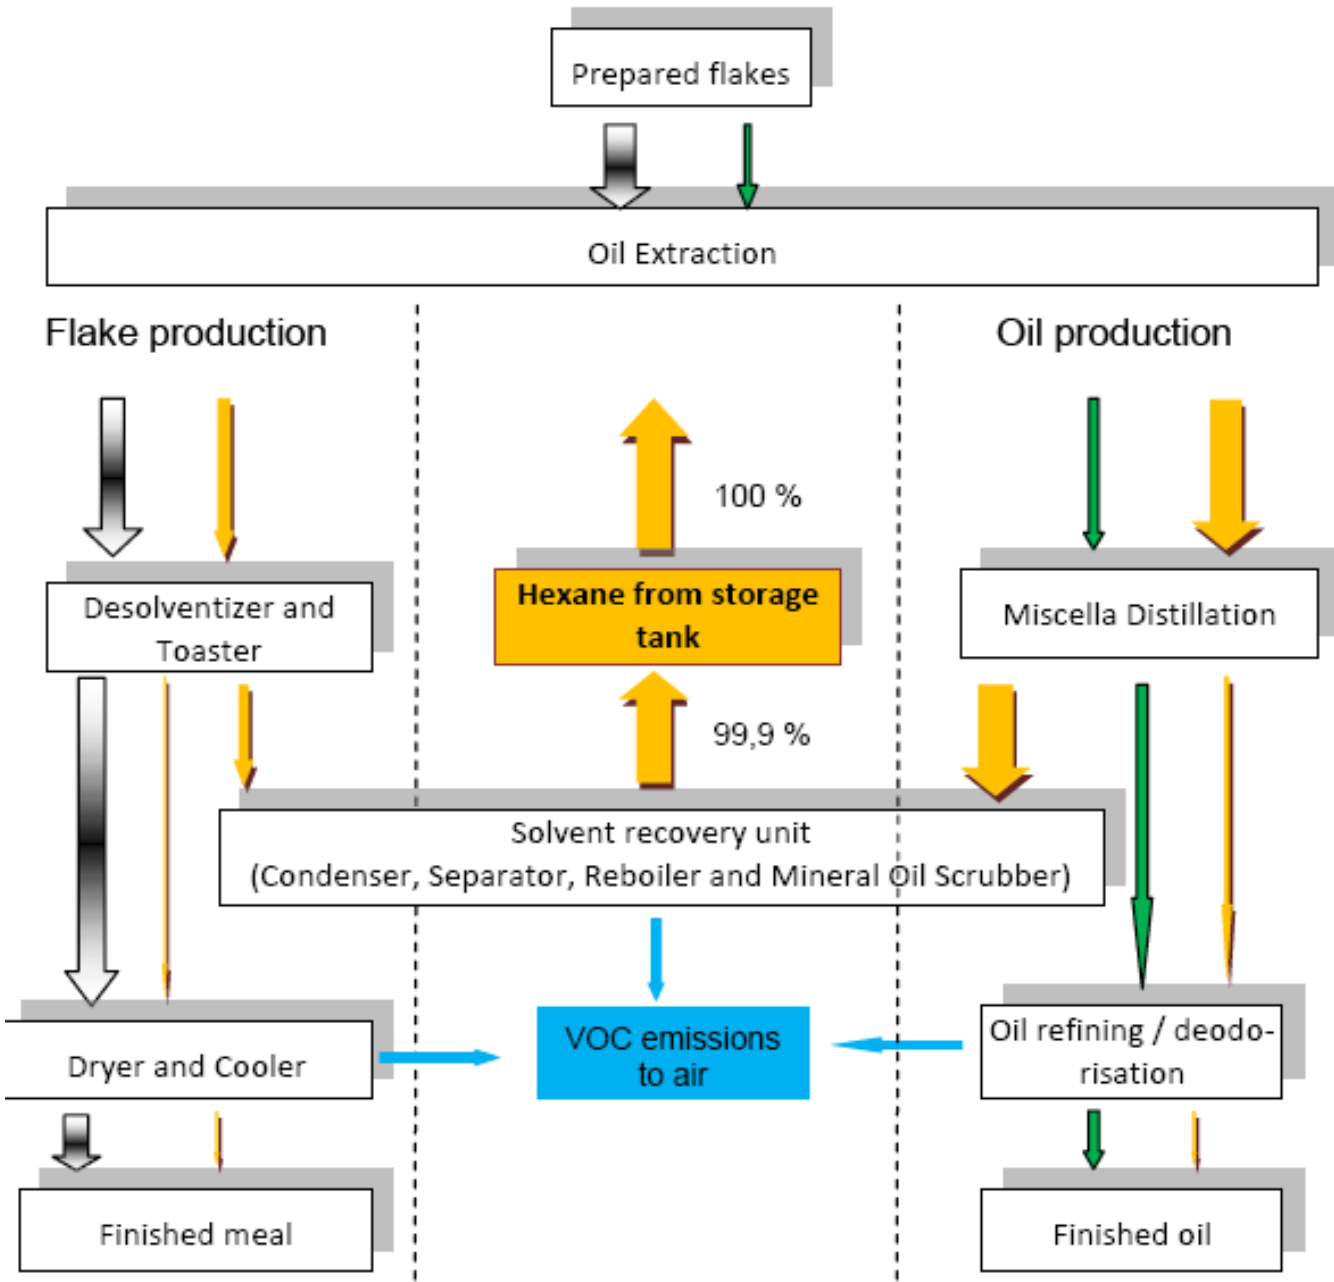 Prepared flakes
Oil Extraction
Flake production
Oil production
100 %
Desolventizer and
Toaster
Hexane from storage
tank
Miscella Distillation
99,9 %
Solvent recovery unit
(Condenser, Separator, Reboiler and Mineral Oil Scrubber)
Dryer and Cooler
VOC emissions
to air
Oil refining / deodo-
risation
Finished meal
Finished oil